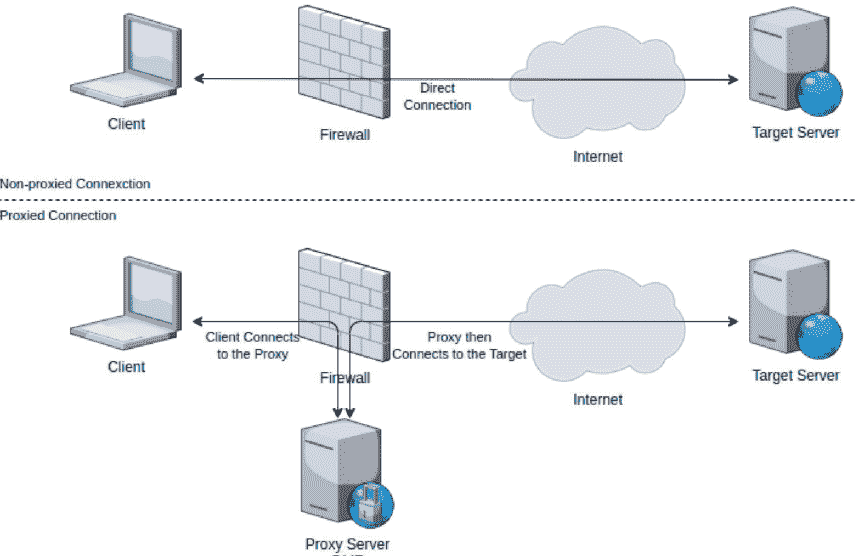 Direct
Connection
Client
Firewall
Target Server
Internet
Non-proxied Connexction
Proxied Connection
Client Connects
to the Proxy
Proxy then
Connects to the Target
Client
Firewall
Target Server
Internet
Proxy Server